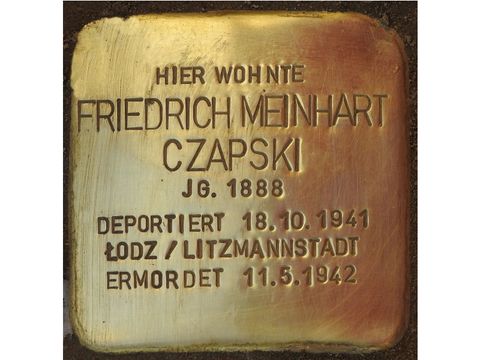 HIER WOHNTE
FRIEDRICH MEINHART
CZAPSKI
JG. 1888
DEPORTIERT 18.10.1941
ŁODZ / LITZMANNSTADT
ERMORDET 11.5.1942